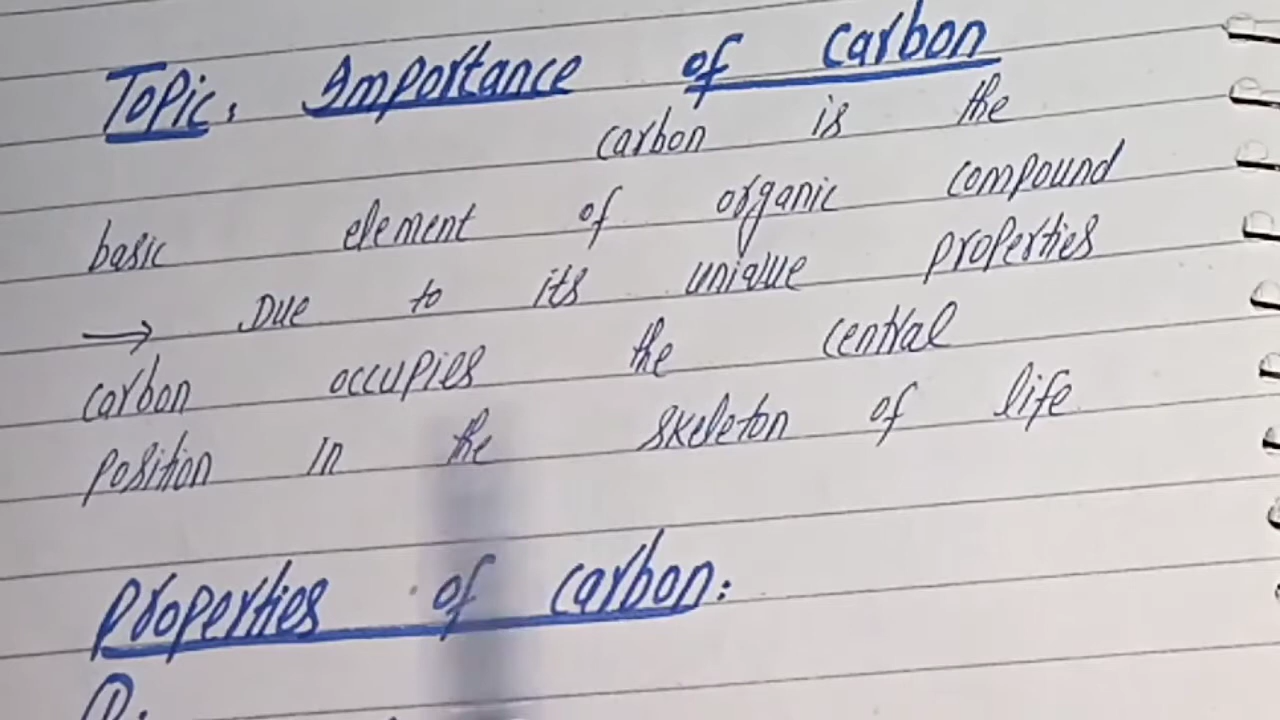 Topic: Importance of carbon
carbon is the
basic element of organic compound
→ Due to its unique properties
carbon occupies the central
position in the skeleton of life
Properties of carbon:
①.